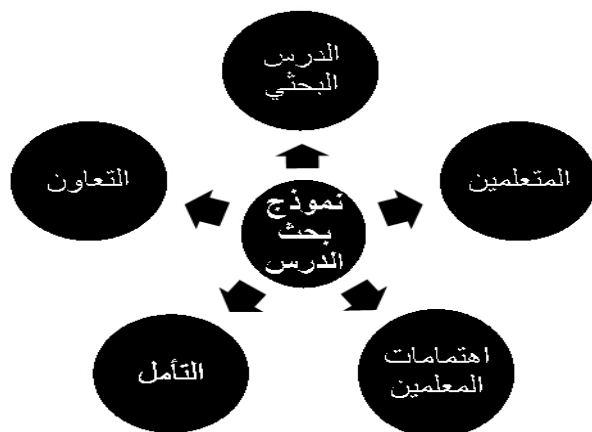 الدرس
البحثي
المتعلمين
التعاون
نموذج
بحث
الدرس
اهتمامات
المعلمين
التأمل